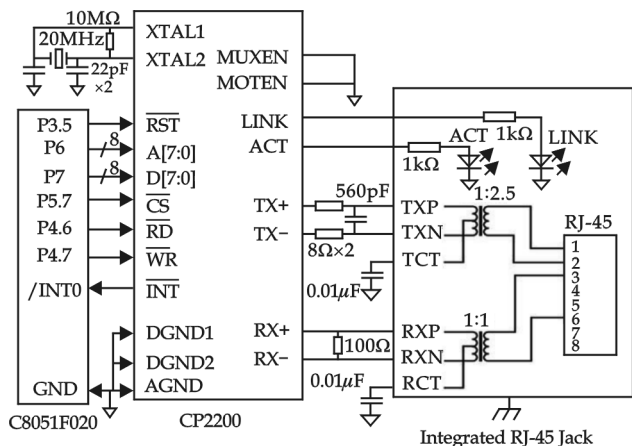 10MΩ
20MHz
22pF
×2
XTAL1
XTAL2
MUXEN
MOTEN
LINK
ACT
P3.5
RST
P6
8
A[7:0]
P7
8
D[7:0]
P5.7
CS
P4.6
RD
P4.7
WR
/INT0
INT
TX+
TX−
RX+
RX−
DGND1
DGND2
AGND
GND
C8051F020
CP2200
1kΩ
ACT
1kΩ
LINK
560pF
8Ω×2
0.01μF
100Ω
0.01μF
TXP
TXN
TCT
1:2.5
RXP
RXN
RCT
1:1
RJ-45
1
2
3
4
5
6
7
8
Integrated RJ-45 Jack